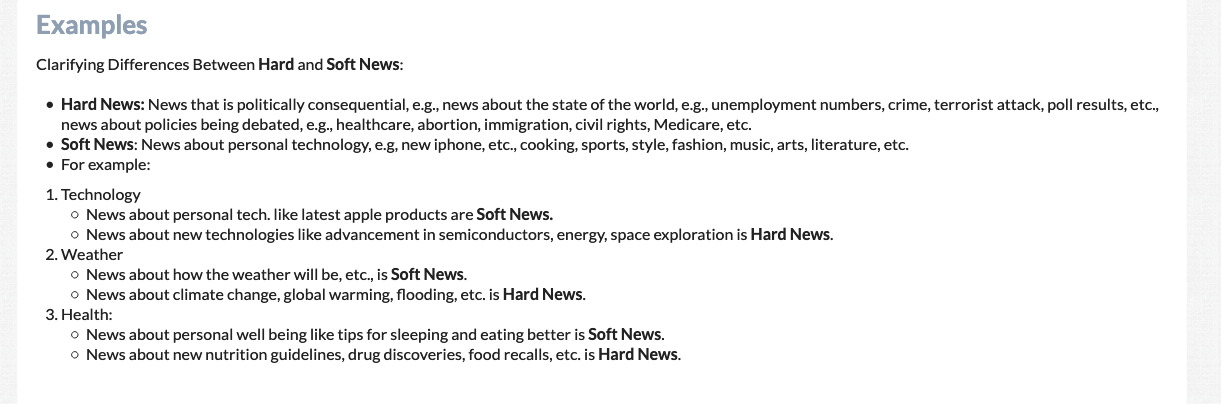 Examples
Clarifying Differences Between Hard and Soft News:
• Hard News: News that is politically consequential, e.g., news about the state of the world, e.g., unemployment numbers, crime, terrorist attack, poll results, etc.,
news about policies being debated, e.g., healthcare, abortion, immigration, civil rights, Medicare, etc.
• Soft News: News about personal technology, e.g, new iphone, etc., cooking, sports, style, fashion, music, arts, literature, etc.
• For example:
1. Technology
○ News about personal tech. like latest apple products are Soft News.
○ News about new technologies like advancement in semiconductors, energy, space exploration is Hard News.
2. Weather
○ News about how the weather will be, etc., is Soft News.
○ News about climate change, global warming, flooding, etc. is Hard News.
3. Health:
○ News about personal well being like tips for sleeping and eating better is Soft News.
○ News about new nutrition guidelines, drug discoveries, food recalls, etc. is Hard News.